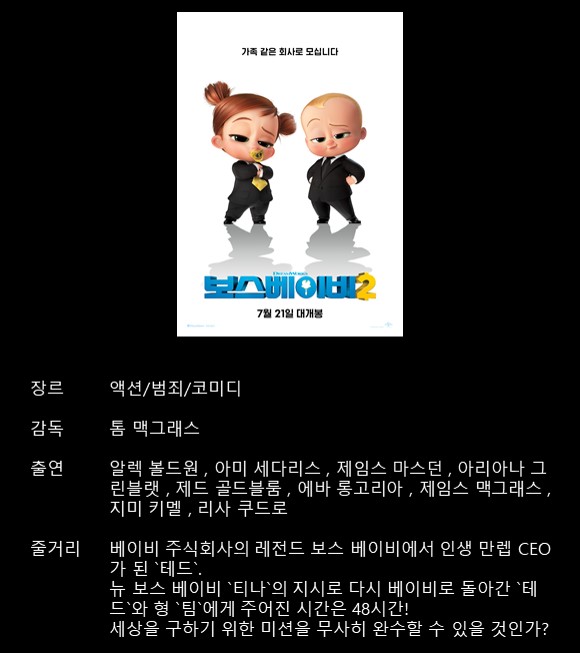 가족 같은 회사로 모십니다
보스베이비2
7월 21일 대개봉
장르 액션/범죄/코미디
감독 톰 맥그래스
출연 알렉 볼드윈 , 아미 세다리스 , 제임스 마스던 , 아리아나 그
린블랫 , 제드 골드블룸 , 에바 롱고리아 , 제임스 맥그래스 ,
지미 키멜 , 리사 쿠드로
줄거리 베이비 주식회사의 레전드 보스 베이비에서 인생 만렙 CEO
가 된 `테드`.
뉴 보스 베이비 `티나`의 지시로 다시 베이비로 돌아간 `테
드`와 형 `팀`에게 주어진 시간은 48시간!
세상을 구하기 위한 미션을 무사히 완수할 수 있을 것인가?